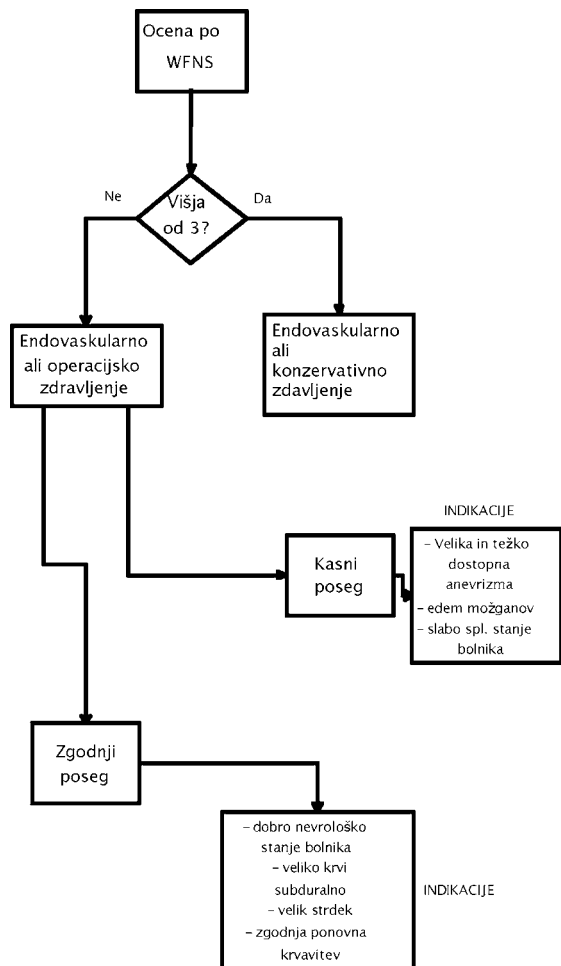 Ocena po
WFNS
Ne
Višja
od 3?
Da
Endovaskularno
ali operacijsko
zdravljenje
Endovaskularno
ali
konzervativno
zdavljenje
INDIKACIJE
Kasni
poseg
– Velika in težko
dostopna
anevrizma
– edem možganov
– slabo spl. stanje
bolnika
Zgodnji
poseg
– dobro nevrološko
stanje bolnika
– veliko krvi
subduralno
– velik strdek
– zgodnja ponovna
krvavitev
INDIKACIJE